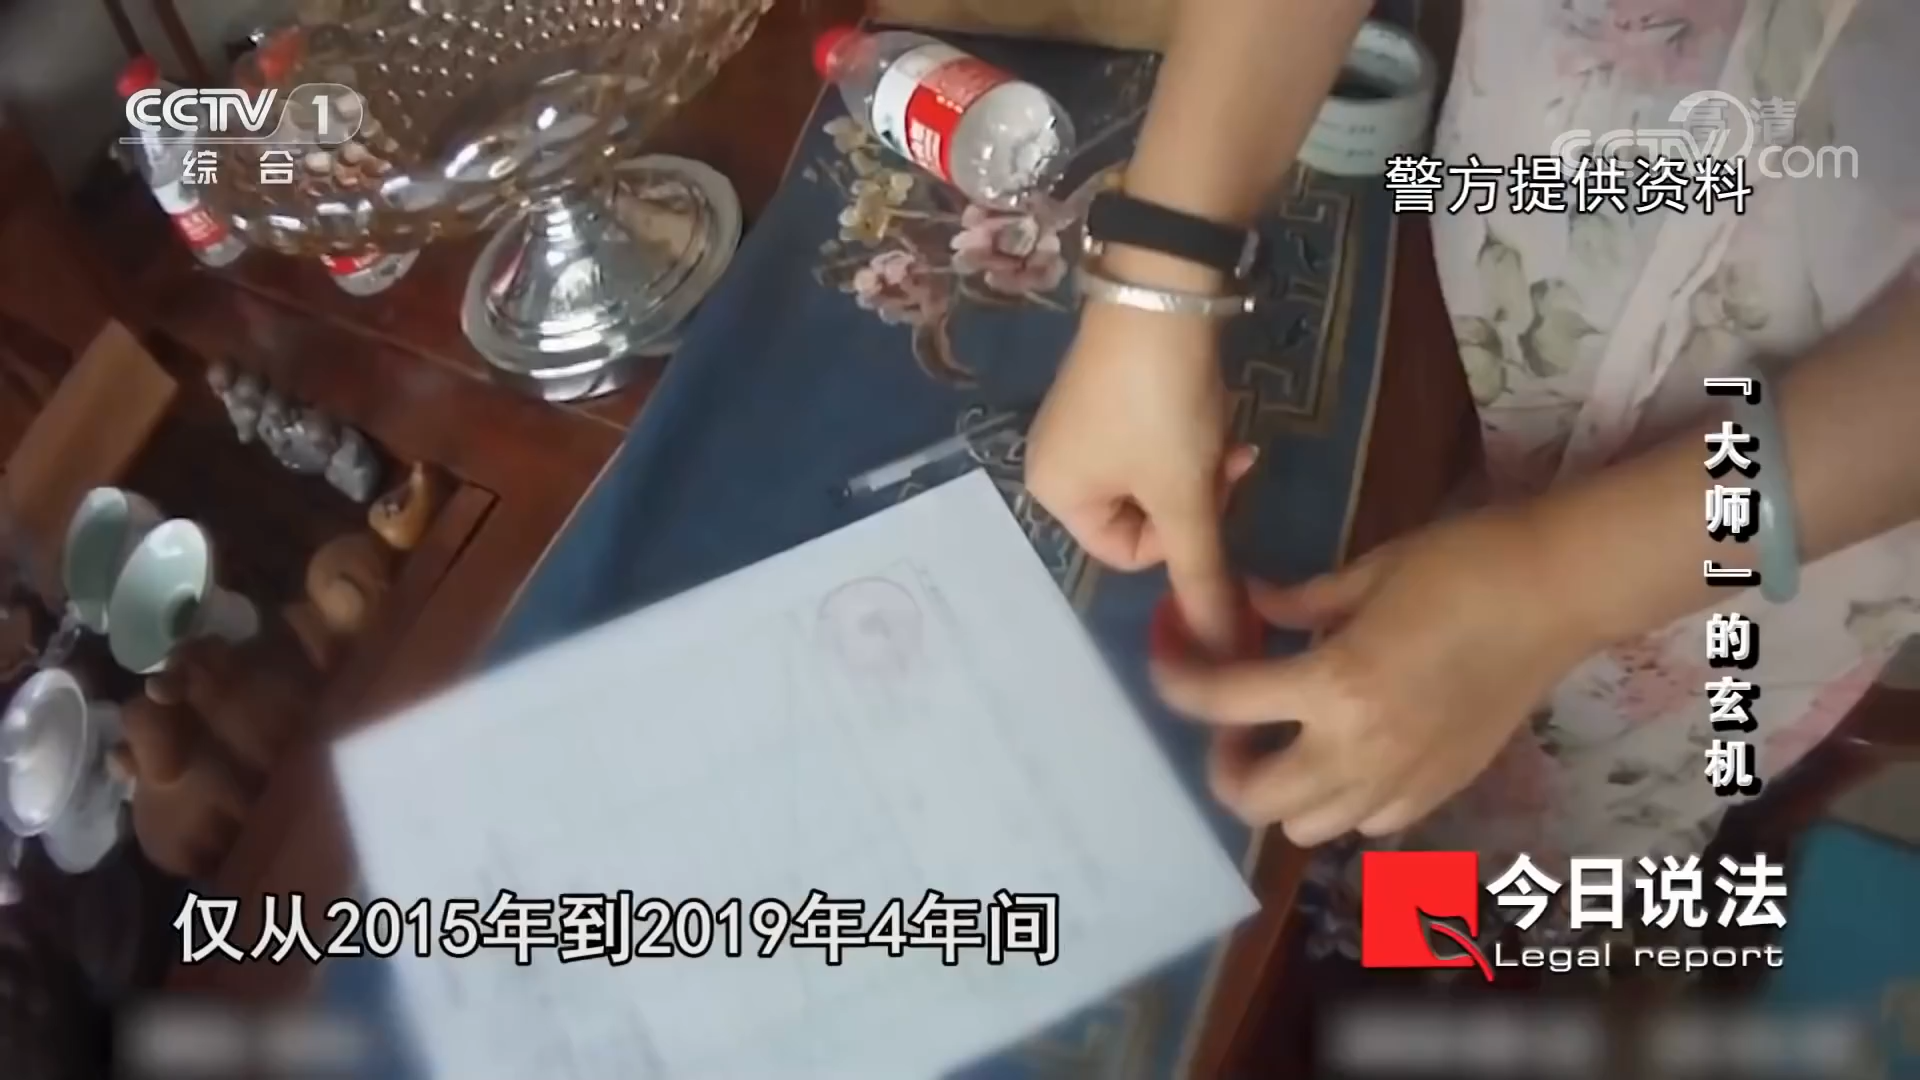 CCTV 1
综合
高清
CCTV com
警方提供资料
『大师』的玄机
仅从2015年到2019年4年间
今日说法
Legal report